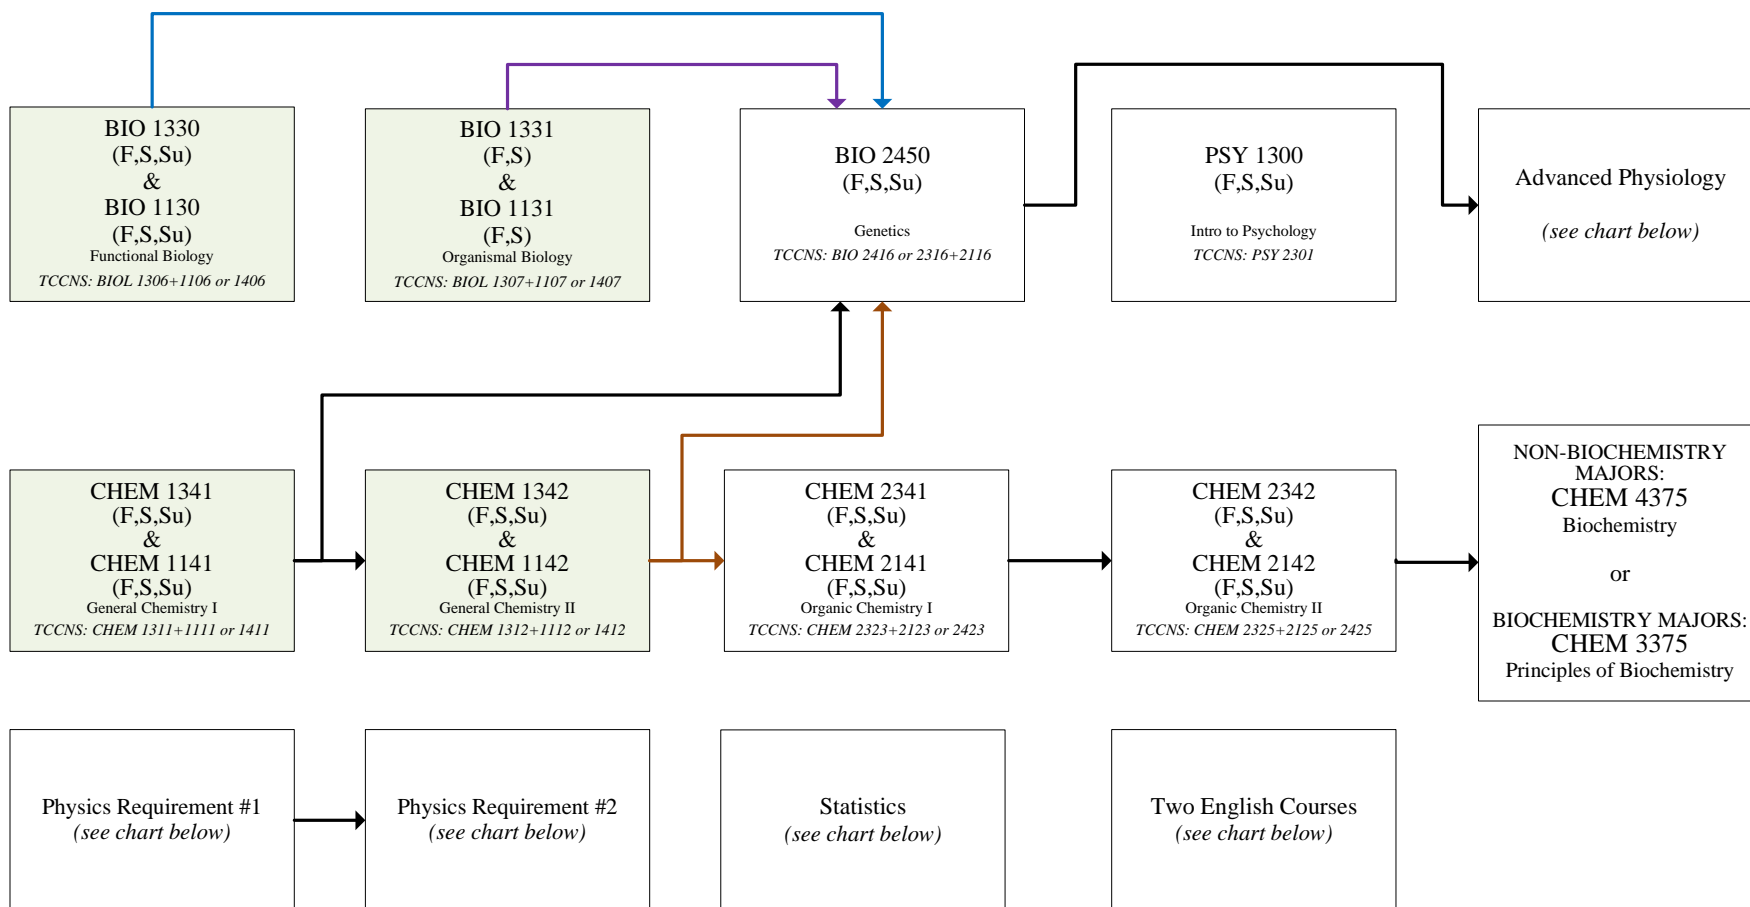 BIO 1330
(F,S,Su)
&
BIO 1130
(F,S,Su)
Functional Biology
TCCNS: BIOL 1306+1106 or 1406
BIO 1331
(F,S)
&
BIO 1131
(F,S)
Organismal Biology
TCCNS: BIOL 1307+1107 or 1407
BIO 2450
(F,S,Su)
Genetics
TCCNS: BIO 2416 or 2316+2116
PSY 1300
(F,S,Su)
Intro to Psychology
TCCNS: PSY 2301
Advanced Physiology
(see chart below)
CHEM 1341
(F,S,Su)
&
CHEM 1141
(F,S,Su)
General Chemistry I
TCCNS: CHEM 1311+1111 or 1411
CHEM 1342
(F,S,Su)
&
CHEM 1142
(F,S,Su)
General Chemistry II
TCCNS: CHEM 1312+1112 or 1412
CHEM 2341
(F,S,Su)
&
CHEM 2141
(F,S,Su)
Organic Chemistry I
TCCNS: CHEM 2323+2123 or 2423
CHEM 2342
(F,S,Su)
&
CHEM 2142
(F,S,Su)
Organic Chemistry II
TCCNS: CHEM 2325+2125 or 2425
NON-BIOCHEMISTRY
MAJORS:
CHEM 4375
Biochemistry
or
BIOCHEMISTRY MAJORS:
CHEM 3375
Principles of Biochemistry
Physics Requirement #1
(see chart below)
Physics Requirement #2
(see chart below)
Statistics
(see chart below)
Two English Courses
(see chart below)